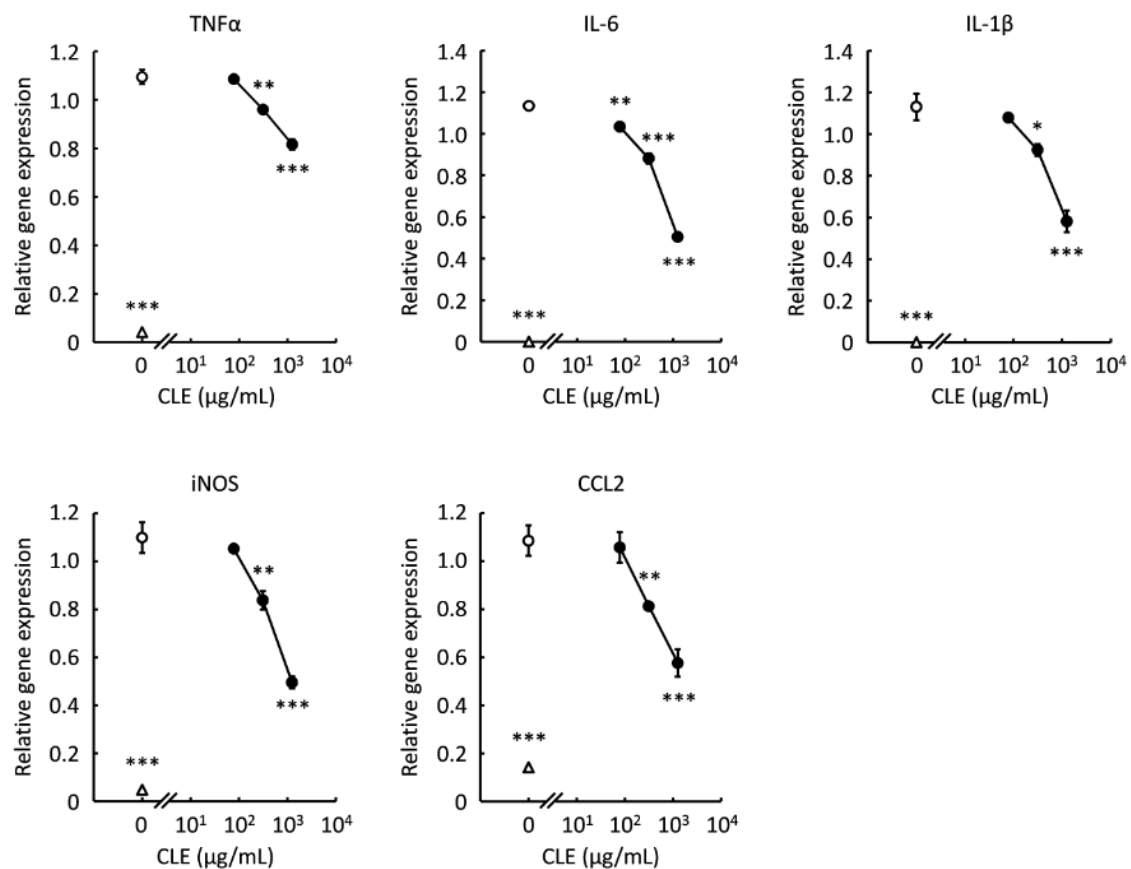 TNFα
Relative gene expression
1.2
1.0
0.8
0.6
0.4
0.2
0
**
***
***
0 10¹ 10² 10³ 10⁴
CLE (µg/mL)
IL-6
Relative gene expression
1.4
1.2
1.0
0.8
0.6
0.4
0.2
0
**
***
***
***
0 10¹ 10² 10³ 10⁴
CLE (µg/mL)
IL-1β
Relative gene expression
1.4
1.2
1.0
0.8
0.6
0.4
0.2
0
*
***
***
0 10¹ 10² 10³ 10⁴
CLE (µg/mL)
iNOS
Relative gene expression
1.2
1.0
0.8
0.6
0.4
0.2
0
**
***
***
0 10¹ 10² 10³ 10⁴
CLE (µg/mL)
CCL2
Relative gene expression
1.2
1.0
0.8
0.6
0.4
0.2
0
**
***
***
0 10¹ 10² 10³ 10⁴
CLE (µg/mL)